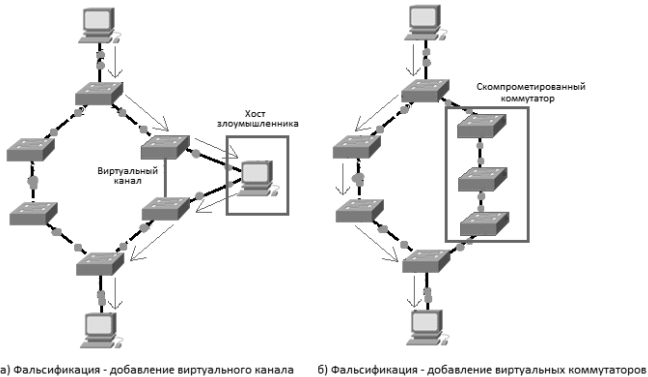 Хост
злоумышленника
Виртуальный
канал
Скомпрометированный
коммутатор
а) Фальсификация - добавление виртуального канала
б) Фальсификация - добавление виртуальных коммутаторов